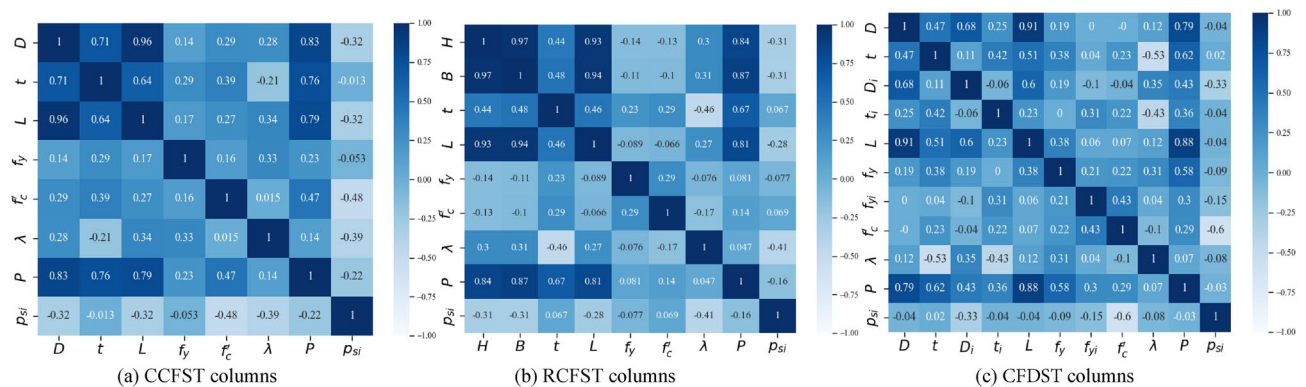 D 1 0.71 0.96 0.14 0.29 0.28 0.83 -0.32
t 0.71 1 0.64 0.29 0.39 -0.21 0.76 -0.013
L 0.96 0.64 1 0.17 0.27 0.34 0.79 -0.32
f_y 0.14 0.29 0.17 1 0.16 0.33 0.23 -0.053
f'_c 0.29 0.39 0.27 0.16 1 0.015 0.47 -0.48
λ 0.28 -0.21 0.34 0.33 0.015 1 0.14 -0.39
P 0.83 0.76 0.79 0.23 0.47 0.14 1 -0.22
p_si -0.32 -0.013 -0.32 -0.053 -0.48 -0.39 -0.22 1
D t L f_y f'_c λ P p_si
1.00
0.75
0.50
0.25
0.00
-0.25
-0.50
-0.75
-1.00
(a) CCFST columns
H 1 0.97 0.44 0.93 -0.14 -0.13 0.3 0.84 -0.31
B 0.97 1 0.48 0.94 -0.11 -0.1 0.31 0.87 -0.31
t 0.44 0.48 1 0.46 0.23 0.29 -0.46 0.67 0.067
L 0.93 0.94 0.46 1 -0.089 -0.066 0.27 0.81 -0.28
f_y -0.14 -0.11 0.23 -0.089 1 0.29 -0.076 0.081 -0.077
f'_c -0.13 -0.1 0.29 -0.066 0.29 1 -0.17 0.14 0.069
λ 0.3 0.31 -0.46 0.27 -0.076 -0.17 1 0.047 -0.41
P 0.84 0.87 0.67 0.81 0.081 0.14 0.047 1 -0.16
p_si -0.31 -0.31 0.067 -0.28 -0.077 0.069 -0.41 -0.16 1
H B t L f_y f'_c λ P p_si
1.00
0.75
0.50
0.25
0.00
-0.25
-0.50
-0.75
-1.00
(b) RCFST columns
D 1 0.47 0.68 0.25 0.91 0.19 0 -0 0.12 0.79 -0.04
t 0.47 1 0.11 0.42 0.51 0.38 0.04 0.23 -0.53 0.62 0.02
D_i 0.68 0.11 1 -0.06 0.6 0.19 -0.1 -0.04 0.35 0.43 -0.33
t_i 0.25 0.42 -0.06 1 0.23 0 0.31 0.22 -0.43 0.36 -0.04
L 0.91 0.51 0.6 0.23 1 0.38 0.06 0.07 0.12 0.88 -0.04
f_y 0.19 0.38 0.19 0 0.38 1 0.21 0.22 0.31 0.58 -0.09
f_yi 0 0.04 -0.1 0.31 0.06 0.21 1 0.43 0.04 0.3 -0.15
f'_c -0 0.23 -0.04 0.22 0.07 0.22 0.43 1 -0.1 0.29 -0.6
λ 0.12 -0.53 0.35 -0.43 0.12 0.31 0.04 -0.1 1 0.07 -0.08
P 0.79 0.62 0.43 0.36 0.88 0.58 0.3 0.29 0.07 1 -0.03
p_si -0.04 0.02 -0.33 -0.04 -0.04 -0.09 -0.15 -0.6 -0.08 -0.03 1
D t D_i t_i L f_y f_yi f'_c λ P p_si
1.00
0.75
0.50
0.25
0.00
-0.25
-0.50
-0.75
-1.00
(c) CFDST columns